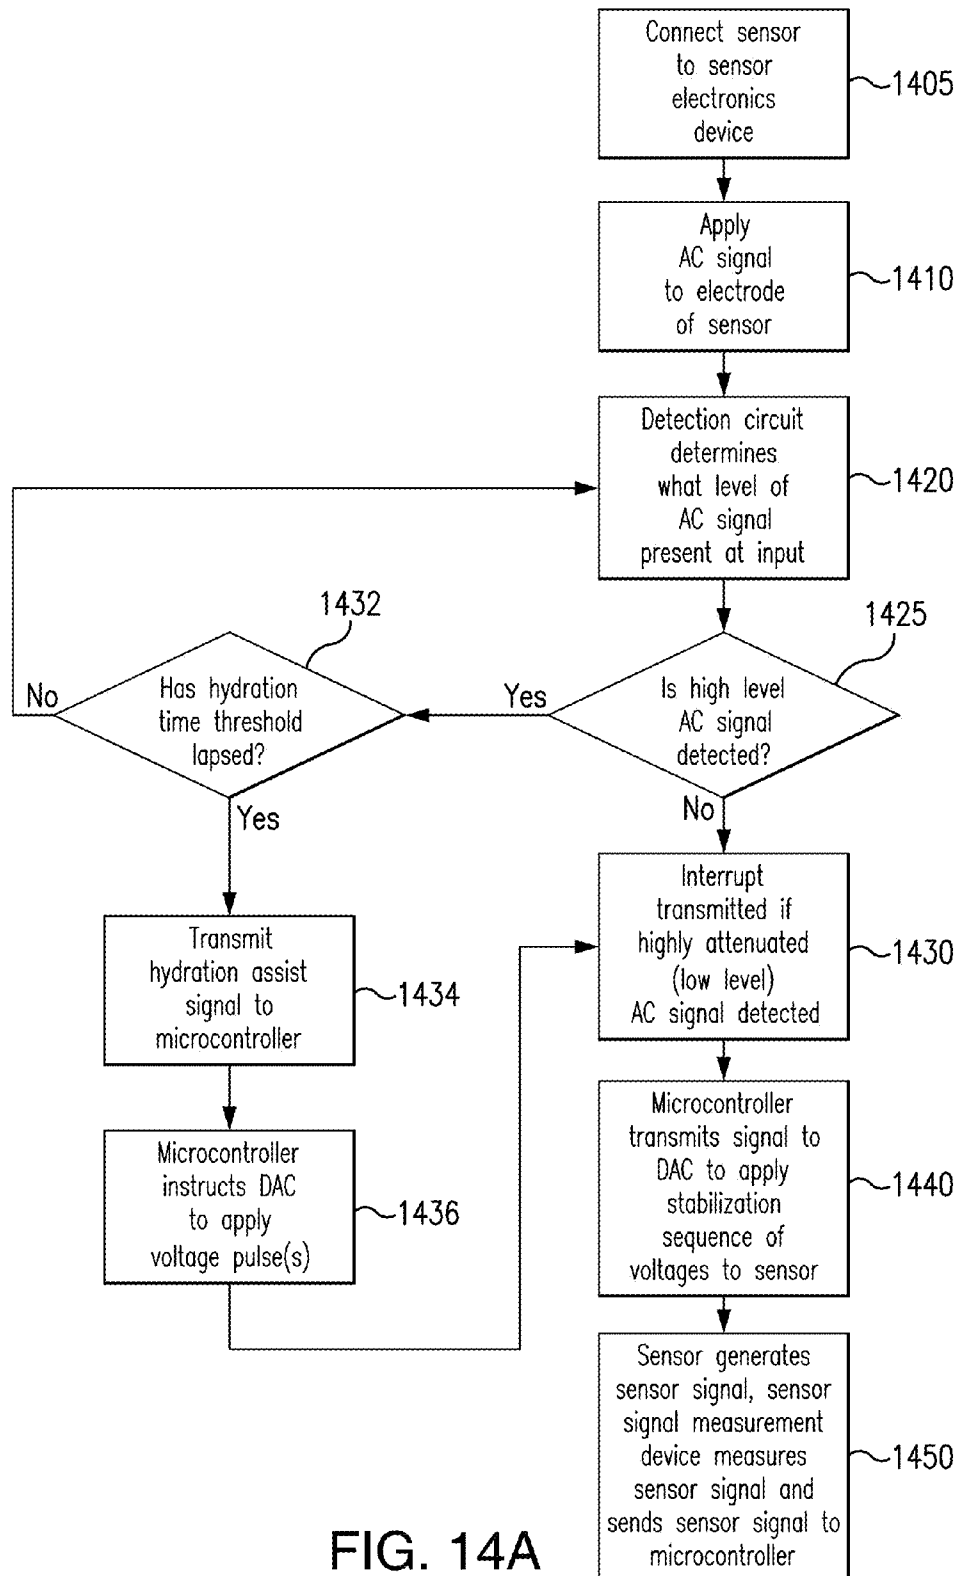 Connect sensor
to sensor
electronics
device
1405
Apply
AC signal
to electrode
of sensor
1410
Detection circuit
determines
what level of
AC signal
present at input
1420
1432
1425
No
Has hydration
time threshold
lapsed?
Yes
Is high level
AC signal
detected?
Yes
No
Interrupt
transmitted if
highly attenuated
(low level)
AC signal detected
1430
Transmit
hydration assist
signal to
microcontroller
1434
Microcontroller
transmits signal to
DAC to apply
stabilization
sequence of
voltages to sensor
1440
Microcontroller
instructs DAC
to apply
voltage pulse(s)
1436
Sensor generates
sensor signal, sensor
signal measurement
device measures
sensor signal and
sends sensor signal to
microcontroller
1450
FIG. 14A